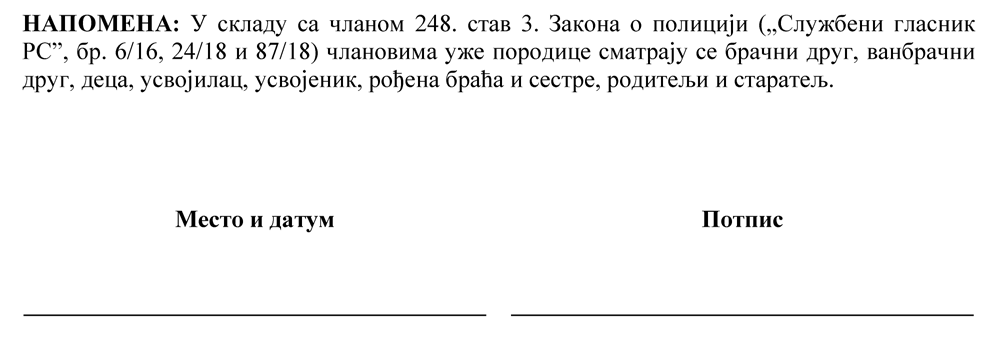 НАПОМЕНА: У складу са чланом 248. став 3. Закона о полицији („Службени гласник
РС”, бр. 6/16, 24/18 и 87/18) члановима уже породице сматрају се брачни друг, ванбрачни
друг, деца, усвојилац, усвојеник, рођена браћа и сестре, родитељи и старатељ.
Место и датум
Потпис